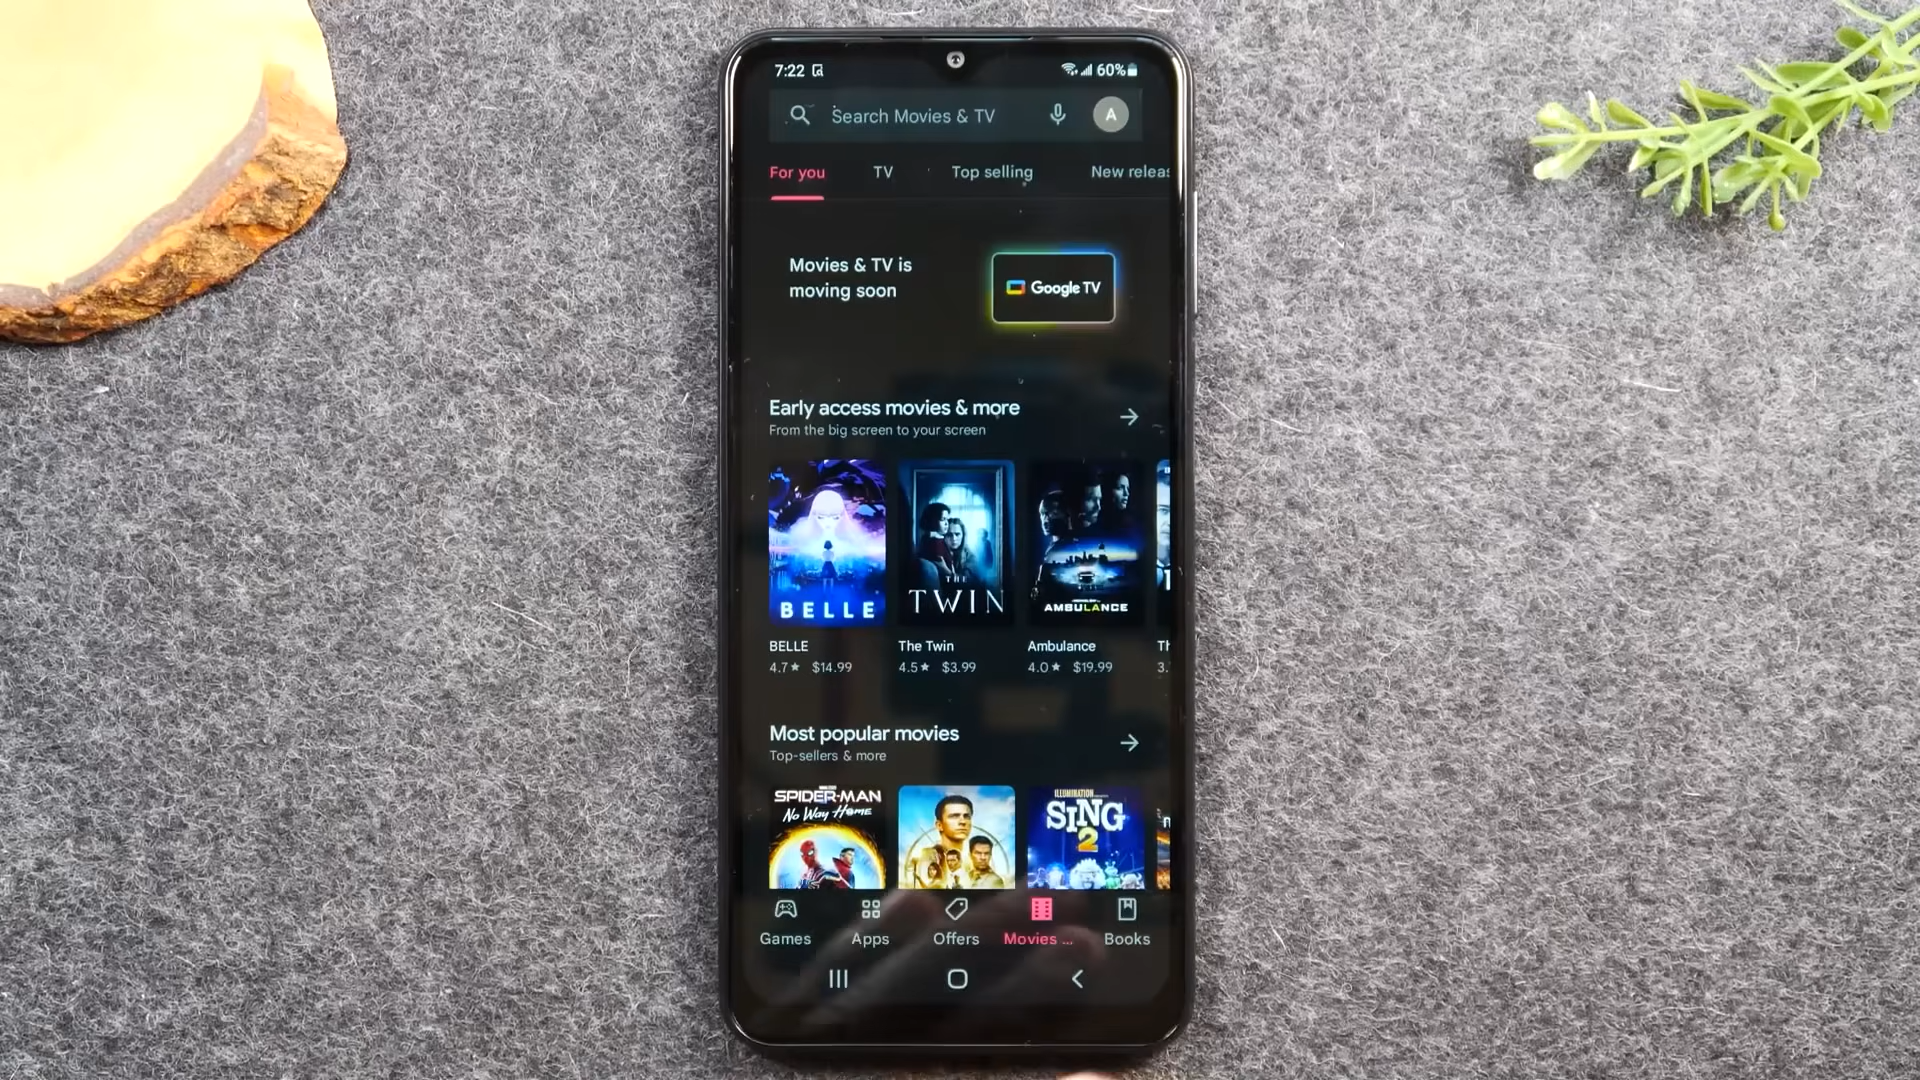 7:22
60%
Search Movies & TV
A
For you
TV
Top selling
New releas
Movies & TV is
moving soon
Google TV
Early access movies & more
From the big screen to your screen
BELLE
THE
TWIN
AMBULANCE
BELLE
The Twin
Ambulance
Th
4.7★ $14.99
4.5★ $3.99
4.0★ $19.99
3.
Most popular movies
Top-sellers & more
SPIDER-MAN
No Way Home
ILLUMINATION
SING
2
Games
Apps
Offers
Movies ...
Books